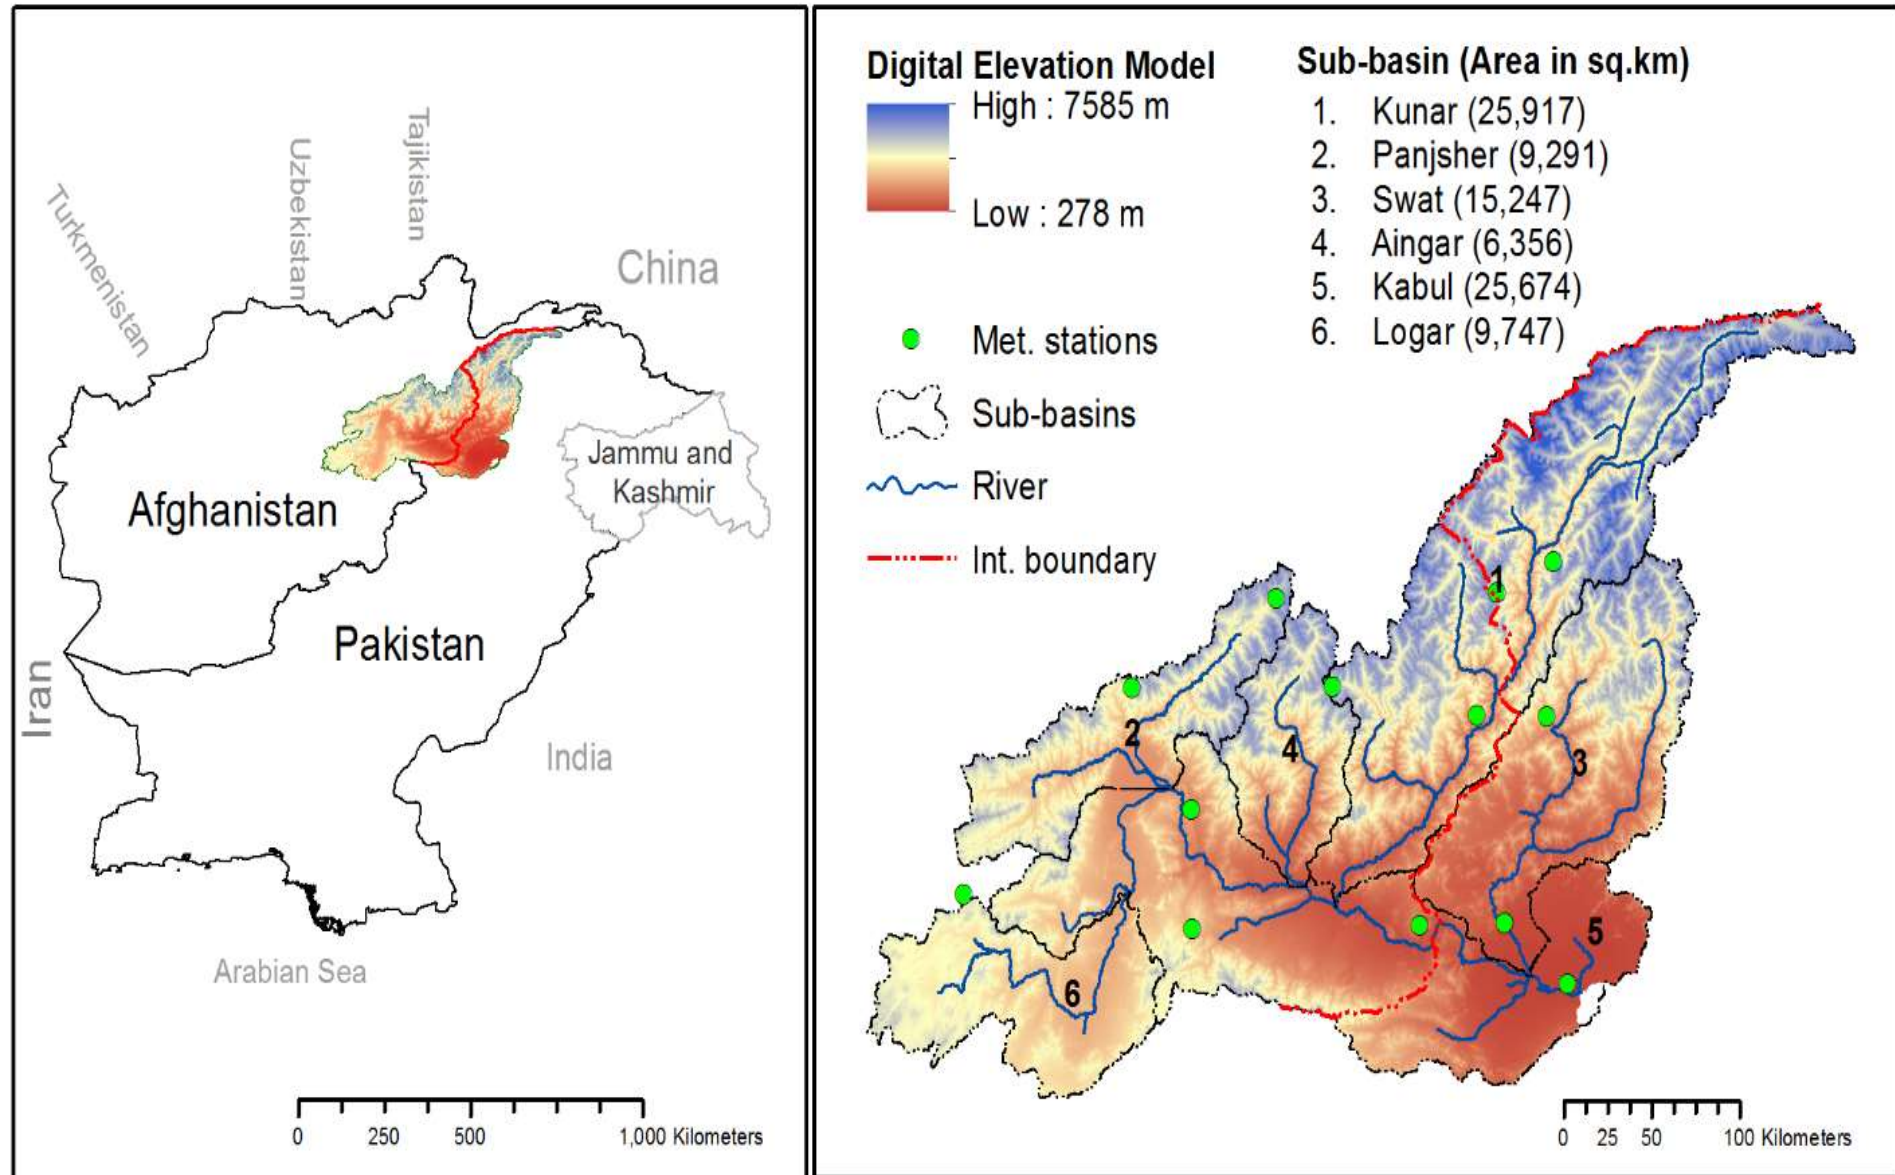 Turkmenistan
Uzbekistan
Tajikistan
China
Jammu and
Kashmir
Afghanistan
Pakistan
Iran
India
Arabian Sea
0 250 500 1,000 Kilometers
Digital Elevation Model
High : 7585 m
Low : 278 m
Met. stations
Sub-basins
River
Int. boundary
Sub-basin (Area in sq.km)
1. Kunar (25,917)
2. Panjsher (9,291)
3. Swat (15,247)
4. Aingar (6,356)
5. Kabul (25,674)
6. Logar (9,747)
1
2
4
3
5
6
0 25 50 100 Kilometers